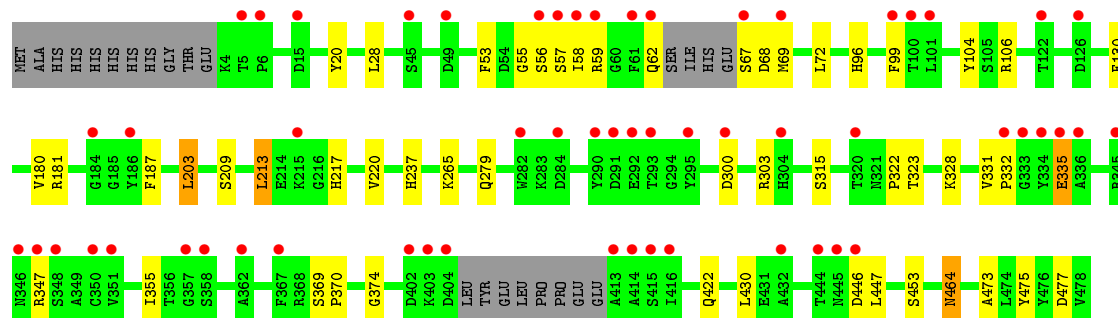 MET ALA HIS HIS HIS HIS HIS HIS GLY THR GLU K4 T5 P6 D15 Y20 L28 S45 D49 F53 D54 G55 S56 S57 I58 R59 G60 F61 Q62 SER ILE HIS GLU S67 D68 M69 L72 H96 F99 T100 L101 Y104 S105 R106 T122 D126 E130
V180 R181 G184 G185 Y186 F187 L203 S209 L213 E214 K215 G216 H217 V220 H237 K265 Q279 W282 K283 D284 Y290 D291 E292 T293 G294 Y295 D300 R303 H304 S315 T320 N321 P322 T323 K328 V331 P332 G333 Y334 E335 A336 R345
N346 R347 S348 A349 G350 V351 I355 T356 G357 S358 A362 F367 R368 S369 P370 G374 D402 K403 D404 LEU TYR GLU LEU PRO PRO GLU GLU A413 A414 S415 I416 Q422 L430 E431 A432 T444 N445 D446 L447 S453 N464 A473 L474 Y475 Y476 D477 V478